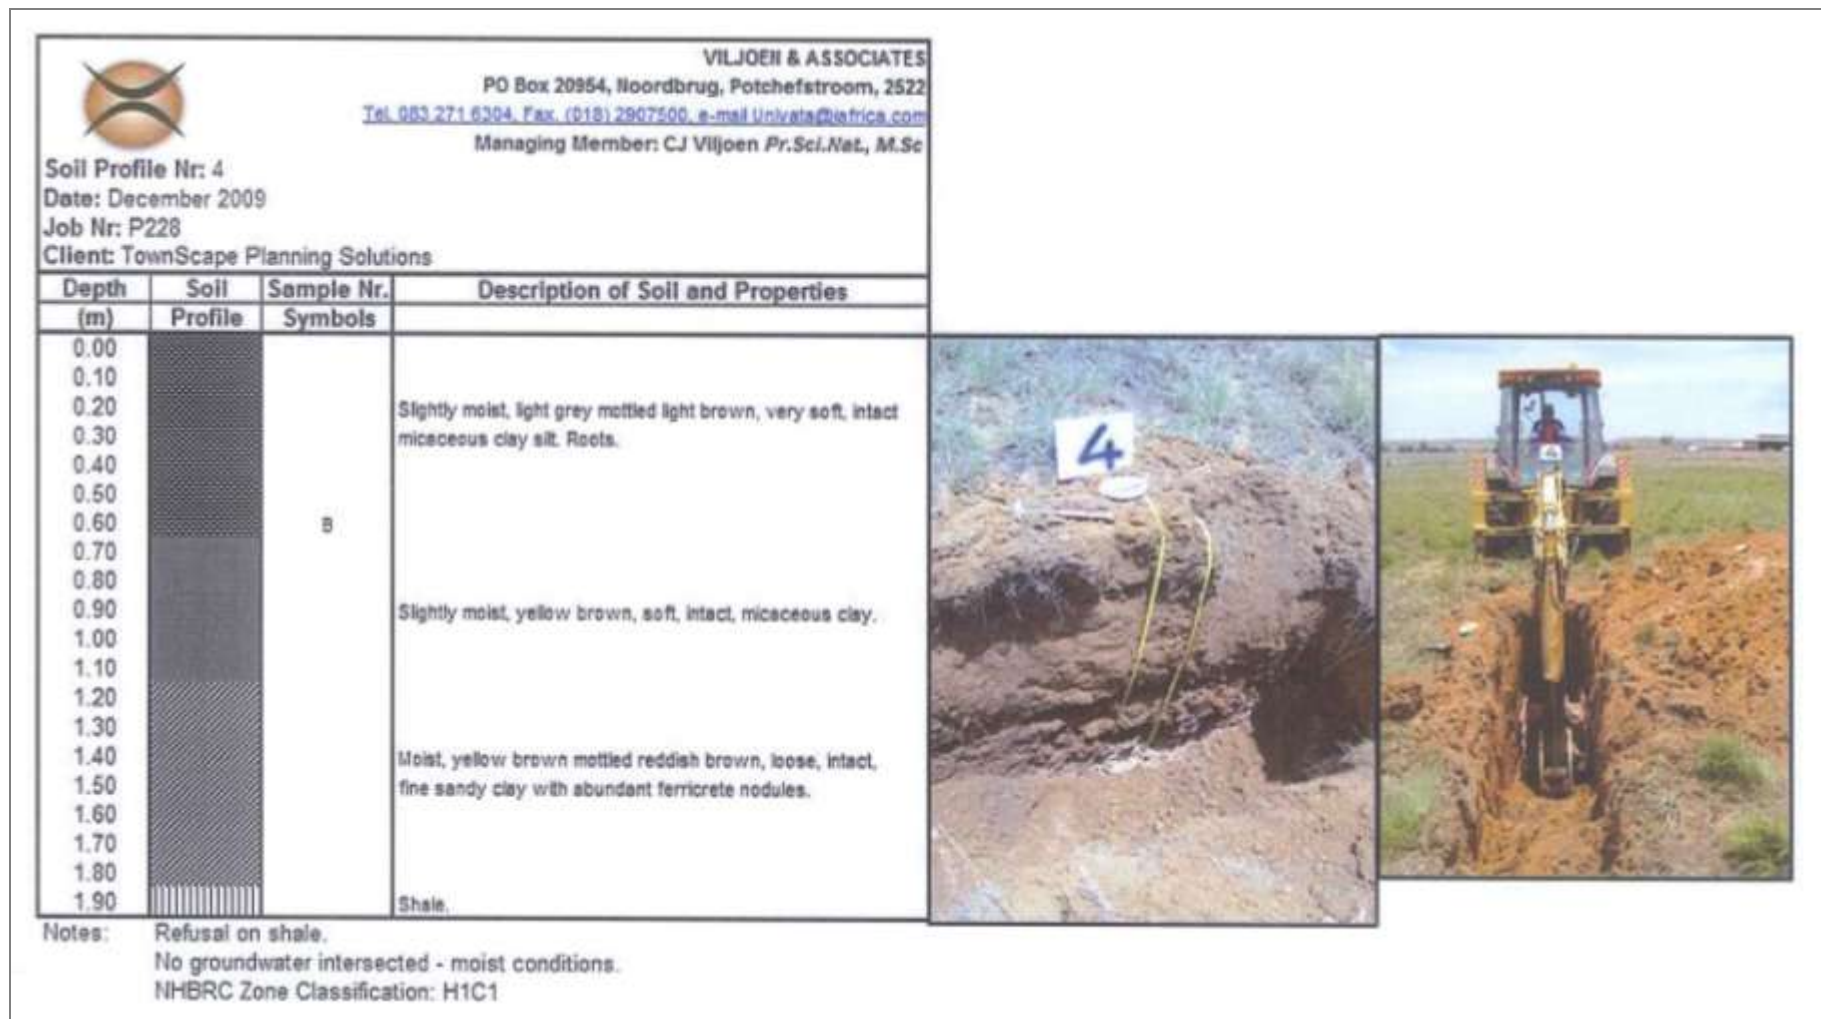 VILJOEN & ASSOCIATES
PO Box 20954, Noordbrug, Potchefstroom, 2522
Tel. 083 271 6304, Fax. (018) 2907500, e-mail Univata@iafrica.com
Managing Member: CJ Viljoen Pr.Sci.Nat., M.Sc
Soil Profile Nr: 4
Date: December 2009
Job Nr: P228
Client: TownScape Planning Solutions
Depth Soil Sample Nr. Description of Soil and Properties
(m) Profile Symbols
0.00
0.10
0.20 Slightly moist, light grey mottled light brown, very soft, intact
0.30 micaceous clay silt. Roots.
0.40
0.50
0.60 B
0.70
0.80
0.90 Slightly moist, yellow brown, soft, intact, micaceous clay.
1.00
1.10
1.20
1.30
1.40 Moist, yellow brown mottled reddish brown, loose, intact,
1.50 fine sandy clay with abundant ferricrete nodules.
1.60
1.70
1.80
1.90 Shale.
4
4
Notes: Refusal on shale.
No groundwater intersected - moist conditions.
NHBRC Zone Classification: H1C1